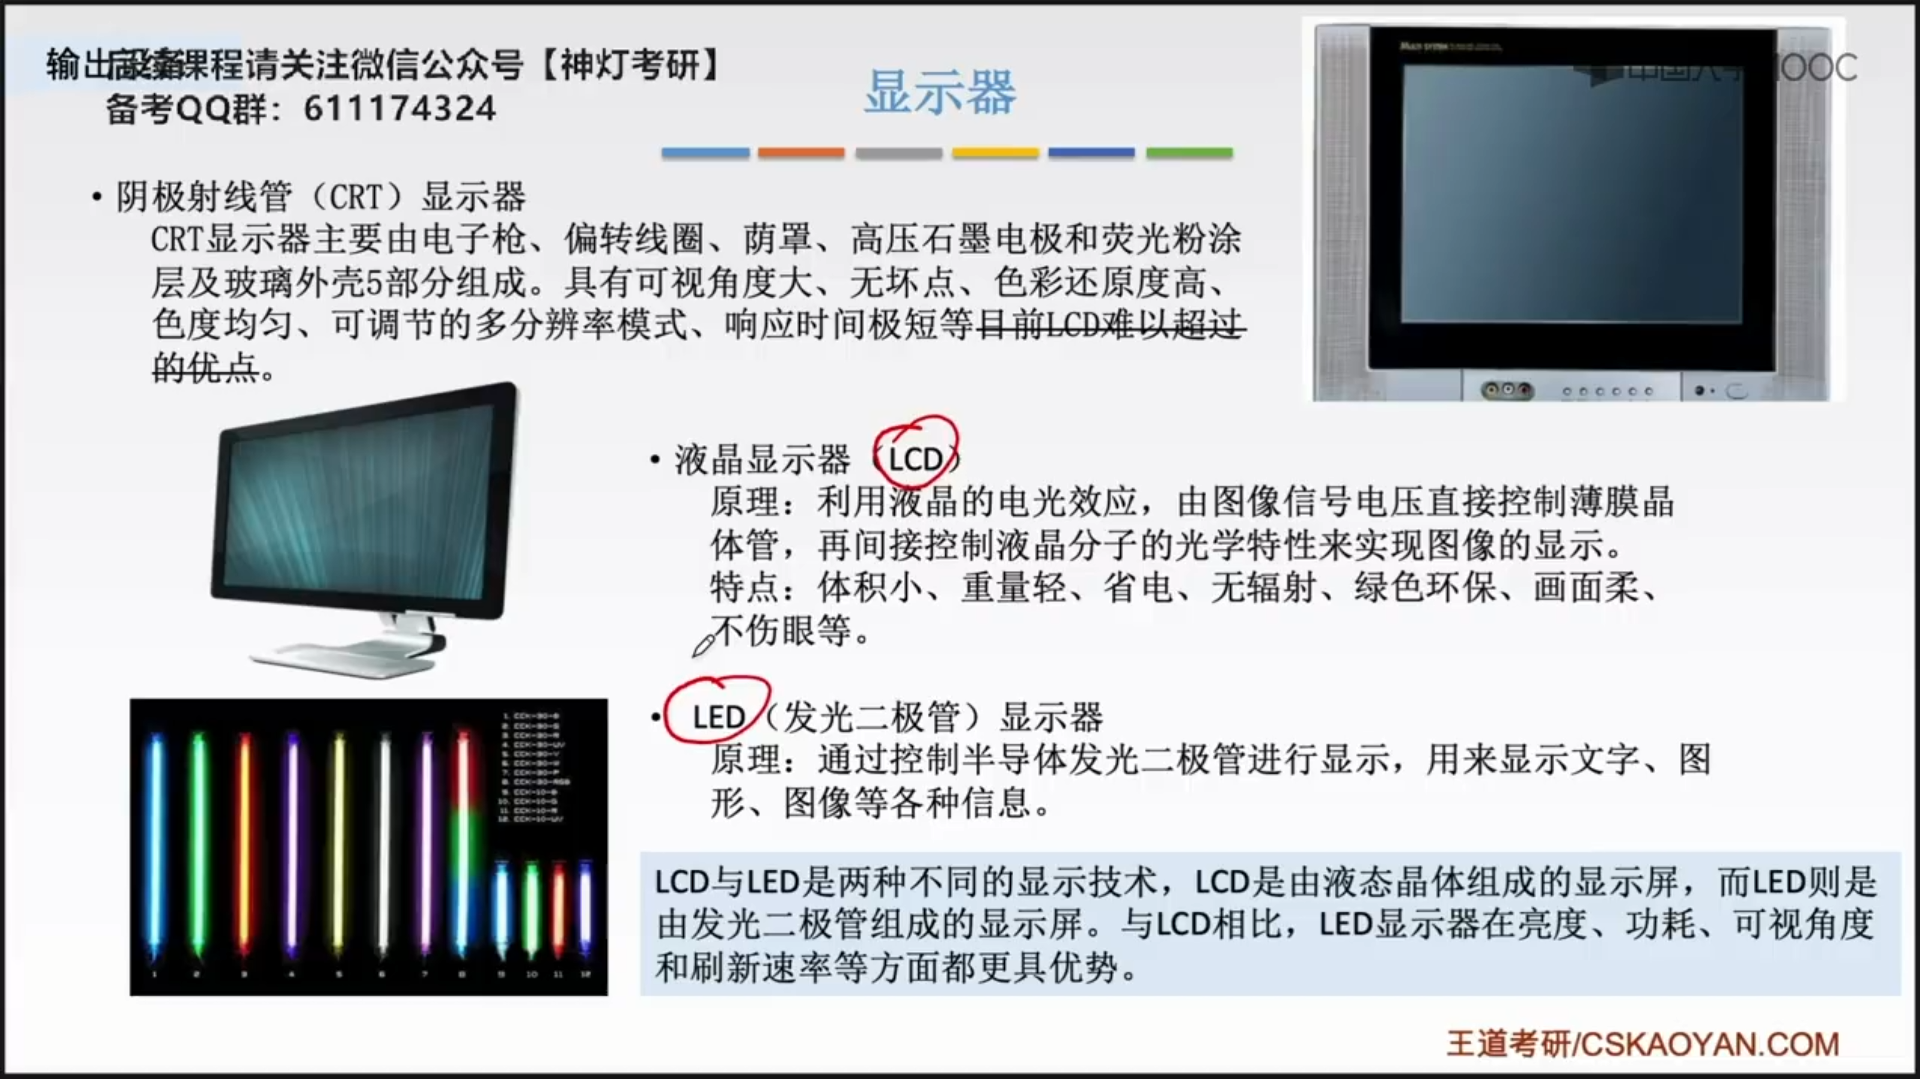 输出设备
后续课程请关注微信公众号【神灯考研】
备考QQ群：611174324
显示器
中国大学MOOC
• 阴极射线管（CRT）显示器
CRT显示器主要由电子枪、偏转线圈、荫罩、高压石墨电极和荧光粉涂
层及玻璃外壳5部分组成。具有可视角度大、无坏点、色彩还原度高、
色度均匀、可调节的多分辨率模式、响应时间极短等目前LCD难以超过
的优点。
• 液晶显示器（LCD）
原理：利用液晶的电光效应，由图像信号电压直接控制薄膜晶
体管，再间接控制液晶分子的光学特性来实现图像的显示。
特点：体积小、重量轻、省电、无辐射、绿色环保、画面柔、
不伤眼等。
• LED（发光二极管）显示器
原理：通过控制半导体发光二极管进行显示，用来显示文字、图
形、图像等各种信息。
1 2 3 4 5 6 7 8 9 10 11 12
LCD与LED是两种不同的显示技术，LCD是由液态晶体组成的显示屏，而LED则是
由发光二极管组成的显示屏。与LCD相比，LED显示器在亮度、功耗、可视角度
和刷新速率等方面都更具优势。
王道考研/CSKAOYAN.COM